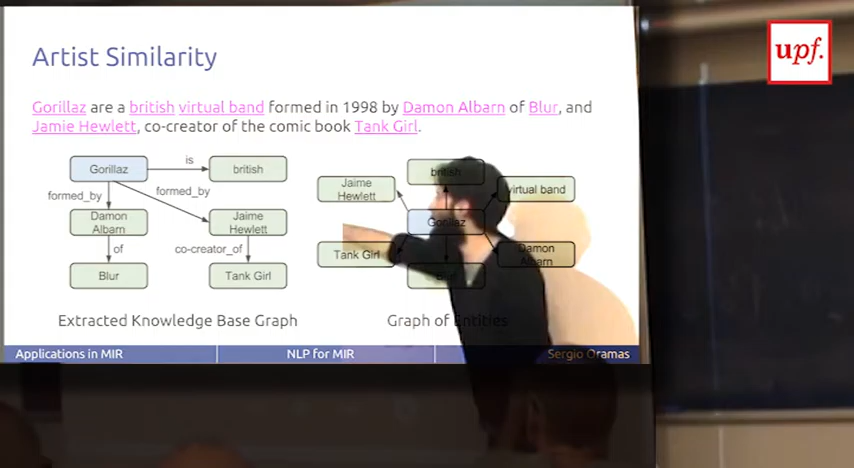 upf.
Artist Similarity
Gorillaz are a british virtual band formed in 1998 by Damon Albarn of Blur, and
Jamie Hewlett, co-creator of the comic book Tank Girl.
Gorillaz
is
british
formed_by
formed_by
Damon
Albarn
Jaime
Hewlett
of
co-creator_of
Blur
Tank Girl
Extracted Knowledge Base Graph
british
Jaime
Hewlett
virtual band
Gorillaz
Tank Girl
Damon
Albarn
Blur
Graph of Entities
Applications in MIR
NLP for MIR
Sergio Oramas